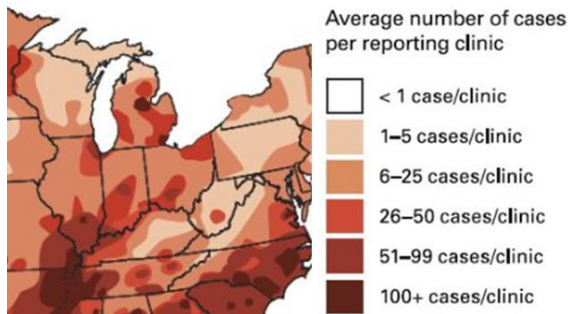 Average number of cases
per reporting clinic
< 1 case/clinic
1–5 cases/clinic
6–25 cases/clinic
26–50 cases/clinic
51–99 cases/clinic
100+ cases/clinic